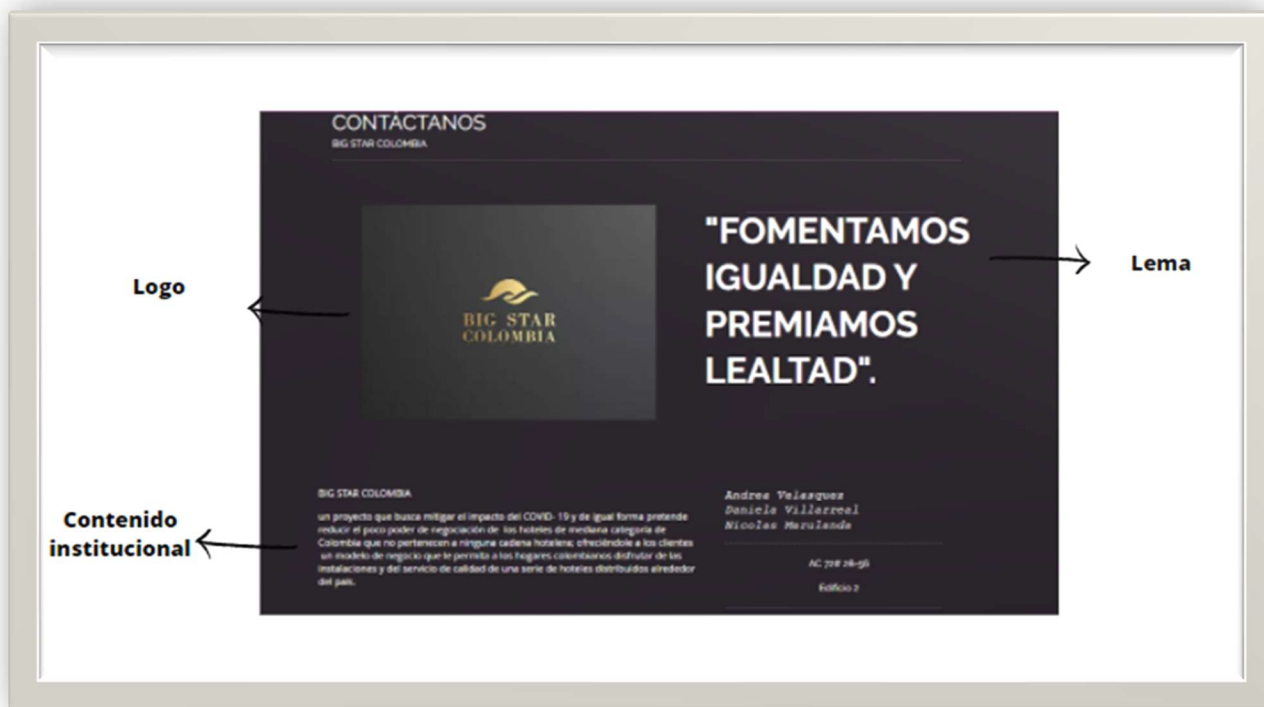 CONTÁCTANOS
BIG STAR COLOMBIA
Logo
BIG STAR
COLOMBIA
"FOMENTAMOS
IGUALDAD Y
PREMIAMOS
LEALTAD".
Lema
Contenido
institucional
BIG STAR COLOMBIA
un proyecto que busca mitigar el impacto del COVID- 19 y de igual forma pretende
reducir el poco poder de negociación de los hoteles de mediana categoría de
Colombia que no pertenecen a ninguna cadena hotelera; ofreciéndole a los clientes
un modelo de negocio que le permita a los hogares colombianos disfrutar de las
instalaciones y del servicio de calidad de una serie de hoteles distribuidos alrededor
del país.
Andrea Velasquez
Daniela Villarreal
Nicolas Marulanda
AC
Edificio 2